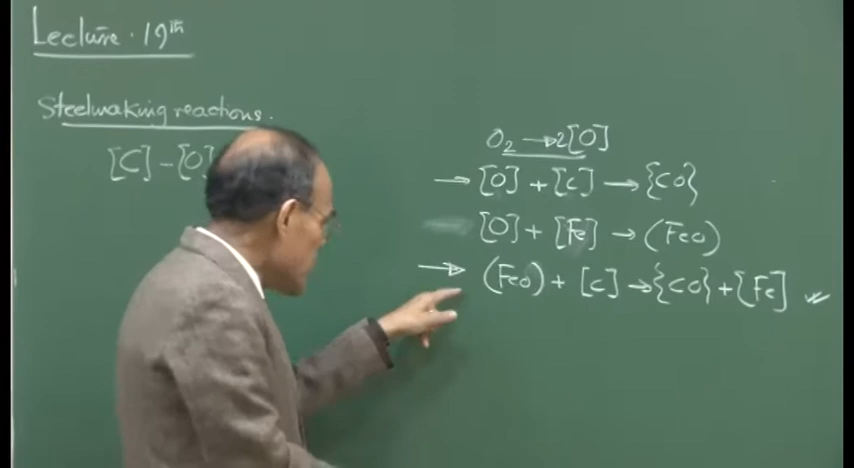 Lecture. 19th
Steelmaking reactions.
[C] - [O]
O2 → 2[O]
→ [O] + [C] → {CO}
[O] + [Fe] → (FeO)
→ (FeO) + [C] → {CO} + [Fe]